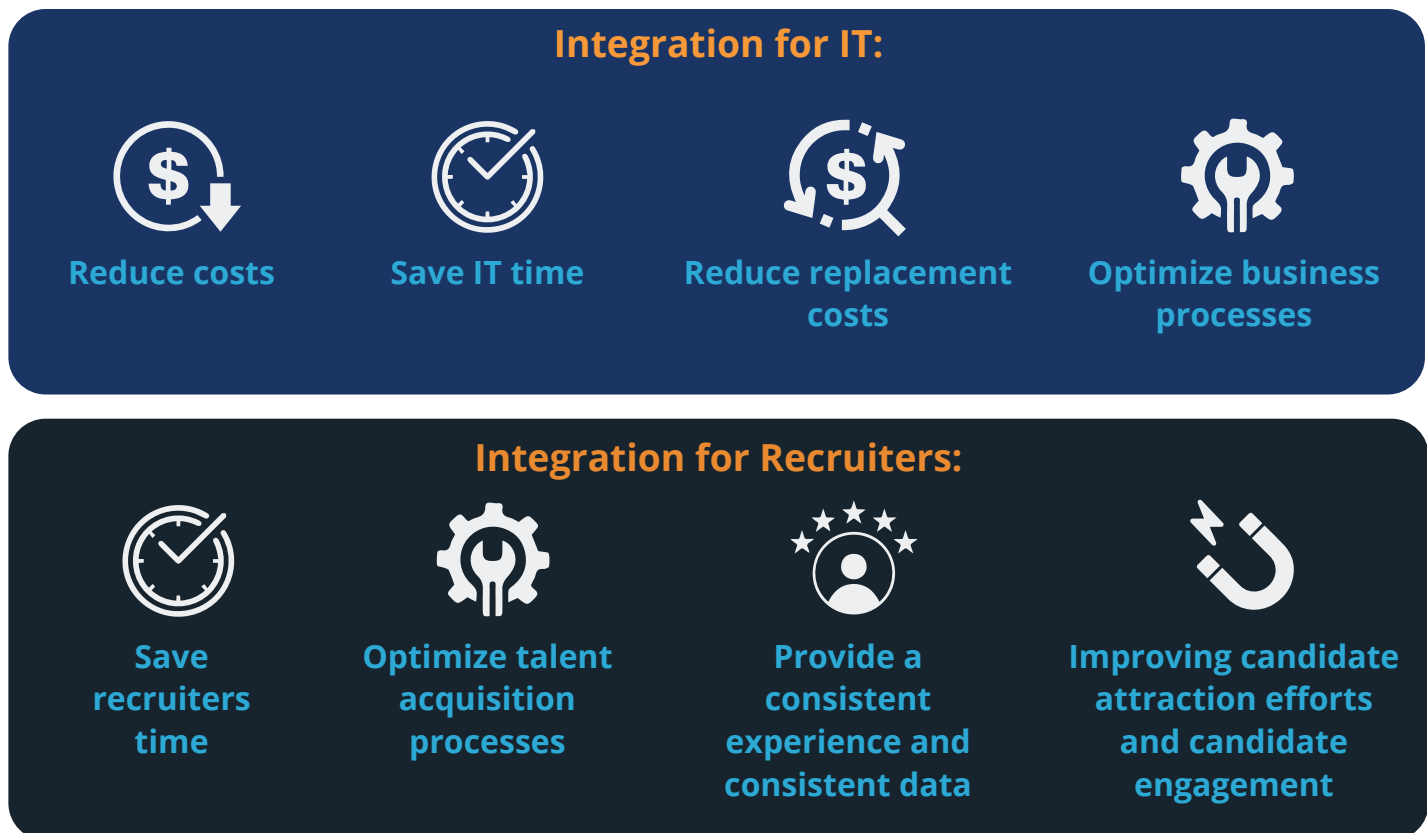 Integration for IT:
$
$
Reduce costs
Save IT time
Reduce replacement
costs
Optimize business
processes
Integration for Recruiters:
Save
recruiters
time
Optimize talent
acquisition
processes
Provide a
consistent
experience and
consistent data
Improving candidate
attraction efforts
and candidate
engagement